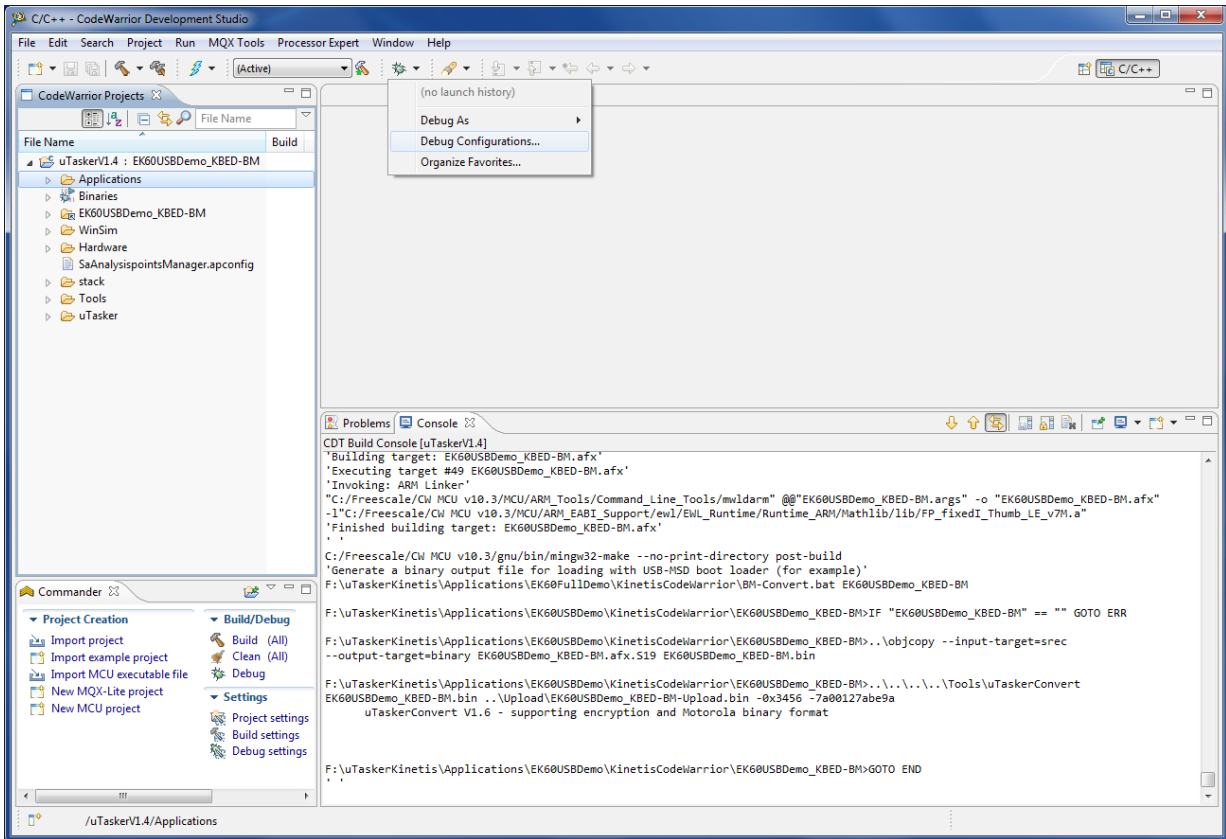 C/C++ - CodeWarrior Development Studio
File Edit Search Project Run MQX Tools Processor Expert Window Help
(Active)
C/C++
CodeWarrior Projects
File Name
File Name Build
uTaskerV1.4 : EK60USBDemo_KBED-BM
Applications
Binaries
EK60USBDemo_KBED-BM
WinSim
Hardware
SaAnalysispointsManager.apconfig
stack
Tools
uTasker
(no launch history)
Debug As
Debug Configurations...
Organize Favorites...
Problems Console
CDT Build Console [uTaskerV1.4]
'Building target: EK60USBDemo_KBED-BM.afx'
'Executing target #49 EK60USBDemo_KBED-BM.afx'
'Invoking: ARM Linker'
"C:/Freescale/CW MCU v10.3/MCU/ARM_Tools/Command_Line_Tools/mwldarm" @@"EK60USBDemo_KBED-BM.args" -o "EK60USBDemo_KBED-BM.afx"
-l"C:/Freescale/CW MCU v10.3/MCU/ARM_EABI_Support/ewl/EWL_Runtime/Runtime_ARM/Mathlib/lib/FP_fixedI_Thumb_LE_v7M.a"
'Finished building target: EK60USBDemo_KBED-BM.afx'
' '
C:/Freescale/CW MCU v10.3/gnu/bin/mingw32-make --no-print-directory post-build
'Generate a binary output file for loading with USB-MSD boot loader (for example)'
F:\uTaskerKinetis\Applications\EK60FullDemo\KinetisCodeWarrior\BM-Convert.bat EK60USBDemo_KBED-BM
F:\uTaskerKinetis\Applications\EK60USBDemo\KinetisCodeWarrior\EK60USBDemo_KBED-BM>IF "EK60USBDemo_KBED-BM" == "" GOTO ERR
F:\uTaskerKinetis\Applications\EK60USBDemo\KinetisCodeWarrior\EK60USBDemo_KBED-BM>..\objcopy --input-target=srec
--output-target=binary EK60USBDemo_KBED-BM.afx.S19 EK60USBDemo_KBED-BM.bin
F:\uTaskerKinetis\Applications\EK60USBDemo\KinetisCodeWarrior\EK60USBDemo_KBED-BM>..\..\..\..\Tools\uTaskerConvert
EK60USBDemo_KBED-BM.bin ..\Upload\EK60USBDemo_KBED-BM-Upload.bin -0x3456 -7a00127abe9a
uTaskerConvert V1.6 - supporting encryption and Motorola binary format
F:\uTaskerKinetis\Applications\EK60USBDemo\KinetisCodeWarrior\EK60USBDemo_KBED-BM>GOTO END
' '
Commander
Project Creation
Import project
Import example project
Import MCU executable file
New MQX-Lite project
New MCU project
Build/Debug
Build (All)
Clean (All)
Debug
Settings
Project settings
Build settings
Debug settings
/uTaskerV1.4/Applications